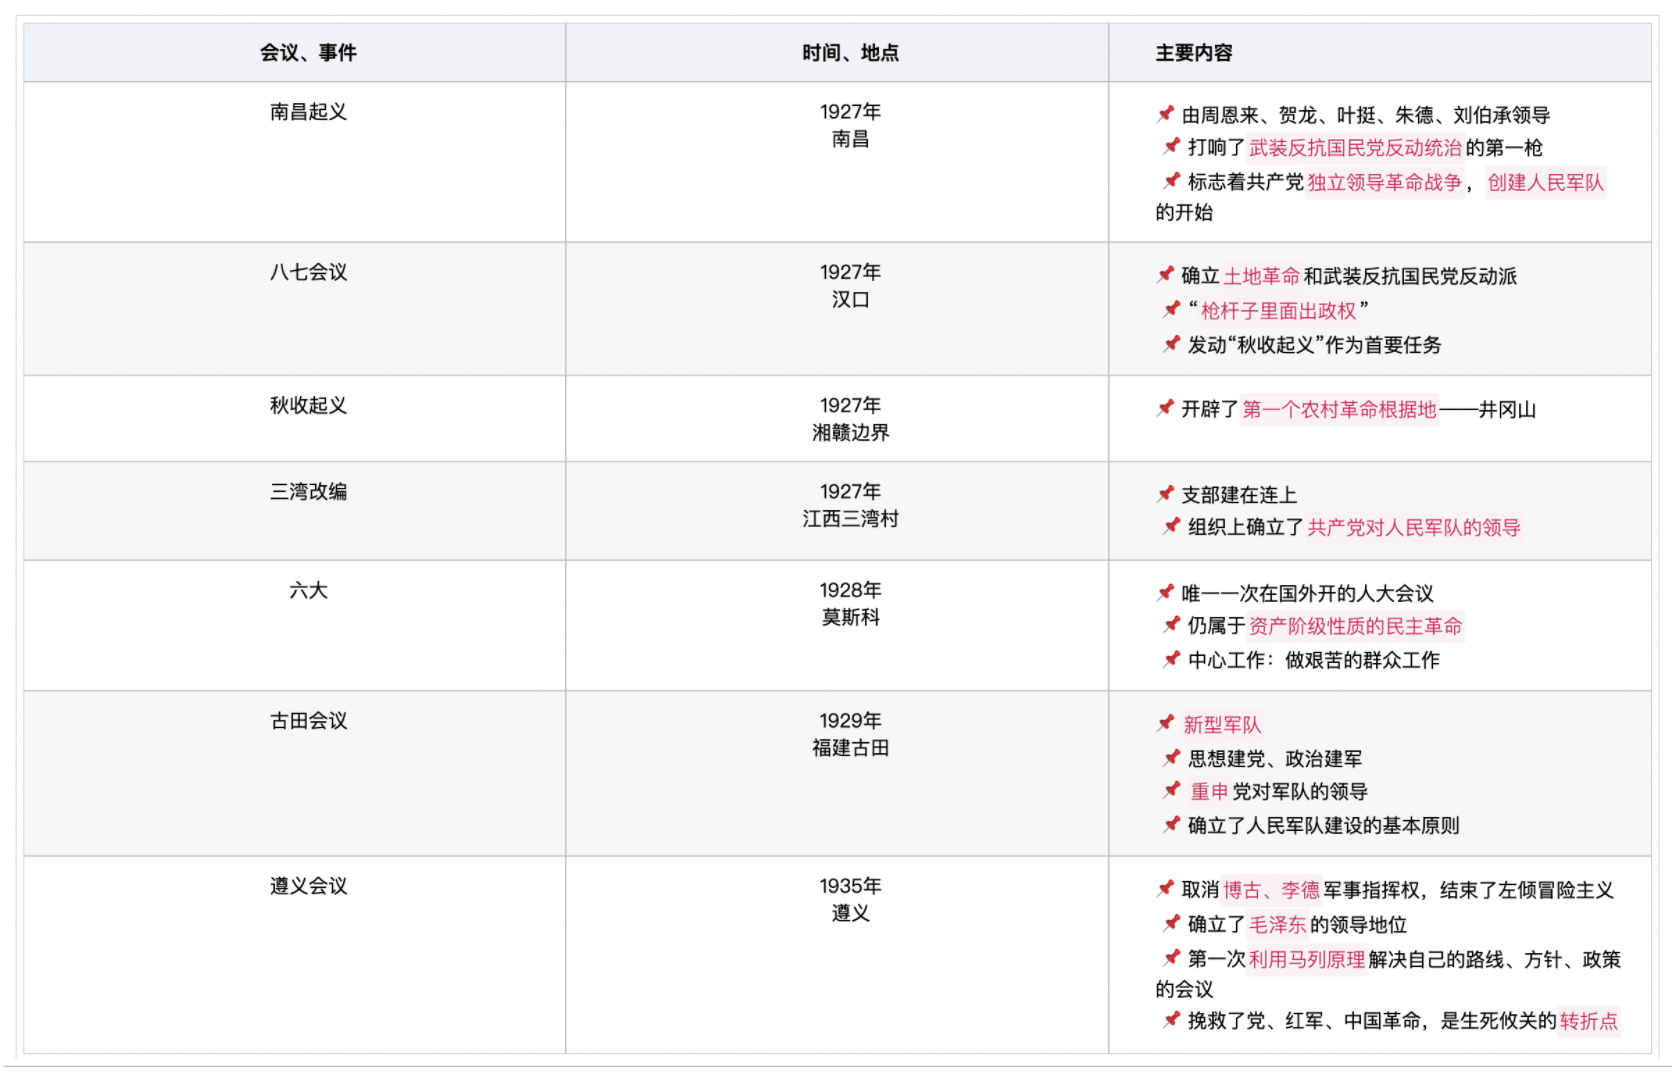 会议、事件
时间、地点
主要内容
南昌起义
1927年
南昌
📌 由周恩来、贺龙、叶挺、朱德、刘伯承领导
📌 打响了武装反抗国民党反动统治的第一枪
📌 标志着共产党独立领导革命战争，创建人民军队
的开始
八七会议
1927年
汉口
📌 确立土地革命和武装反抗国民党反动派
📌 “枪杆子里面出政权”
📌 发动“秋收起义”作为首要任务
秋收起义
1927年
湘赣边界
📌 开辟了第一个农村革命根据地——井冈山
三湾改编
1927年
江西三湾村
📌 支部建在连上
📌 组织上确立了共产党对人民军队的领导
六大
1928年
莫斯科
📌 唯一一次在国外开的人大会议
📌 仍属于资产阶级性质的民主革命
📌 中心工作：做艰苦的群众工作
古田会议
1929年
福建古田
📌 新型军队
📌 思想建党、政治建军
📌 重申党对军队的领导
📌 确立了人民军队建设的基本原则
遵义会议
1935年
遵义
📌 取消博古、李德军事指挥权，结束了左倾冒险主义
📌 确立了毛泽东的领导地位
📌 第一次利用马列原理解决自己的路线、方针、政策
的会议
📌 挽救了党、红军、中国革命，是生死攸关的转折点